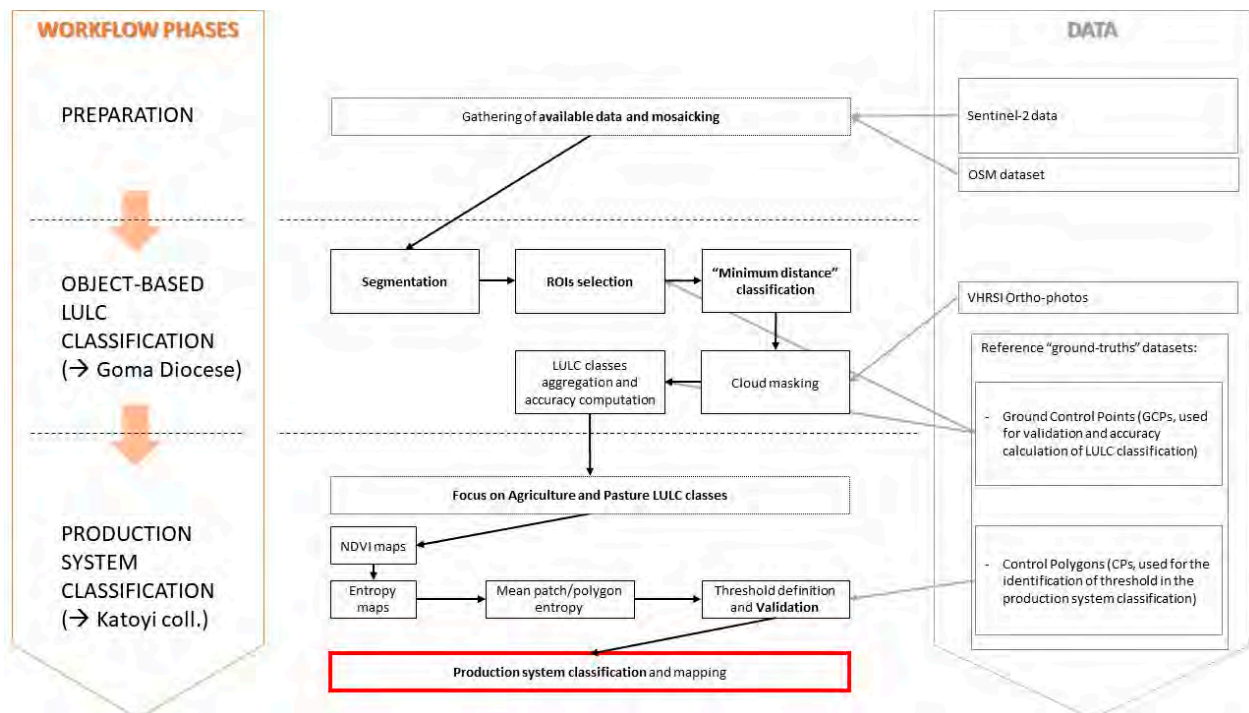 WORKFLOW PHASES
DATA
PREPARATION
Gathering of available data and mosaicking
Sentinel-2 data
OSM dataset
OBJECT-BASED
LULC
CLASSIFICATION
(→ Goma Diocese)
Segmentation
ROIs selection
“Minimum distance”
classification
VHRSI Ortho-photos
LULC classes
aggregation and
accuracy computation
Cloud masking
Reference “ground-truths” datasets:
- Ground Control Points (GCPs, used
for validation and accuracy
calculation of LULC classification)
PRODUCTION
SYSTEM
CLASSIFICATION
(→ Katoyi coll.)
Focus on Agriculture and Pasture LULC classes
NDVI maps
Entropy
maps
Mean patch/polygon
entropy
Threshold definition
and Validation
- Control Polygons (CPs, used for the
identification of threshold in the
production system classification)
Production system classification and mapping